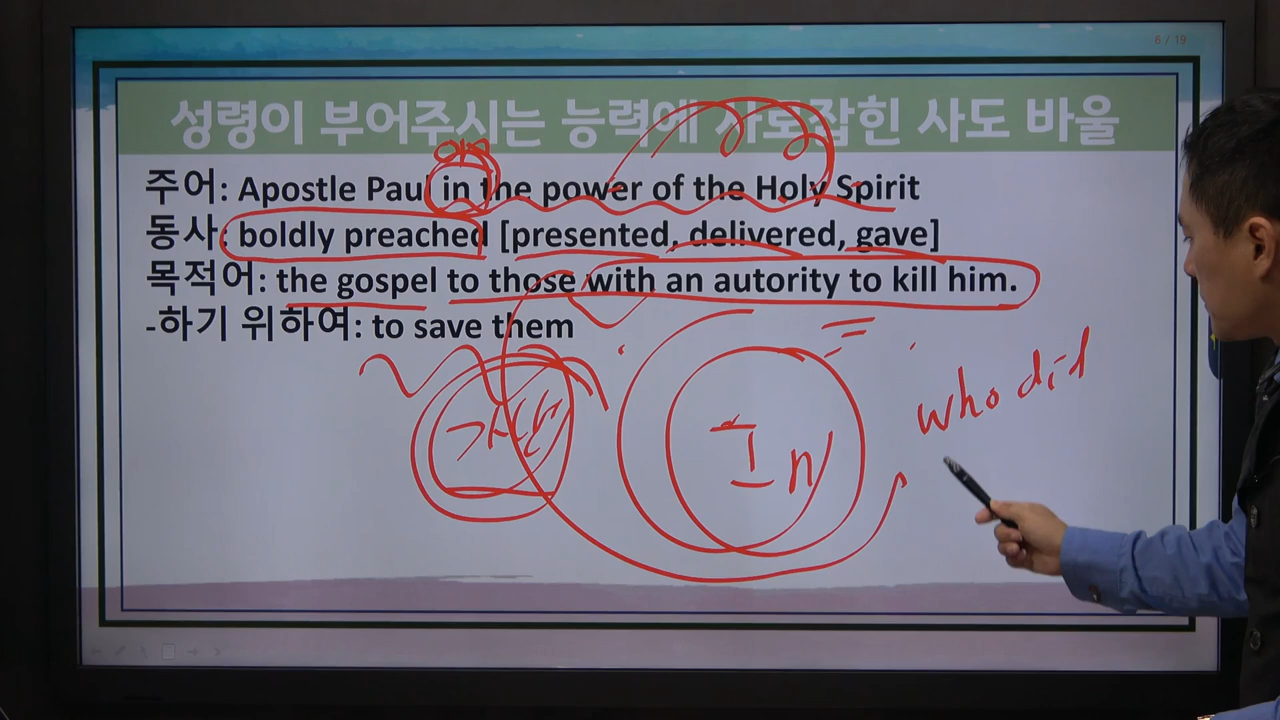 6 / 19
성령이 부어주시는 능력에 사로잡힌 사도 바울
on
주어: Apostle Paul in the power of the Holy Spirit
동사: boldly preached [presented, delivered, gave]
목적어: the gospel to those with an autority to kill him.
-하기 위하여: to save them
In
who did